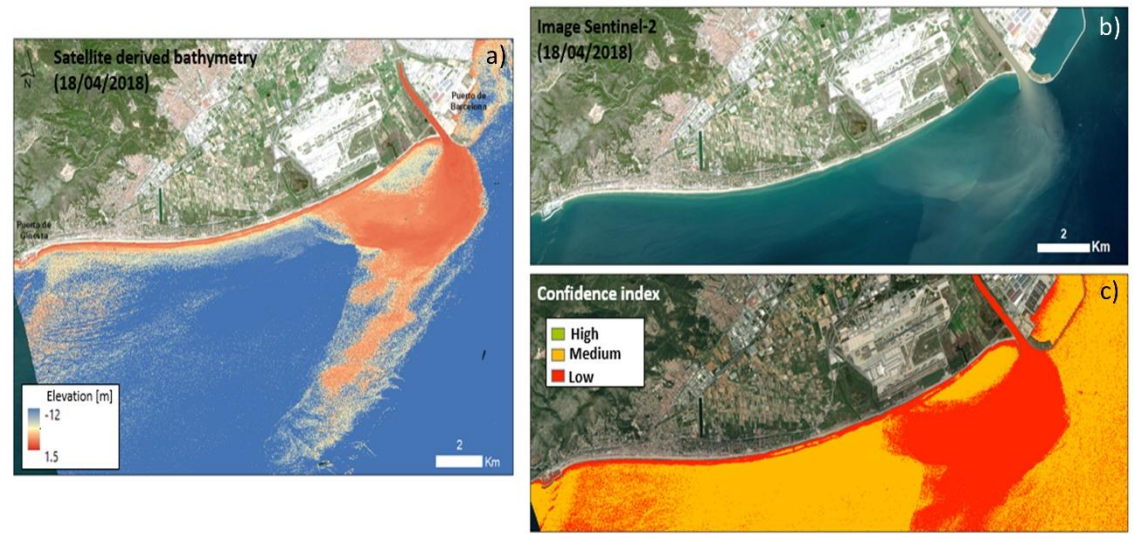 Satellite derived bathymetry
(18/04/2018)
a)
N
Puerto de
Barcelona
Puerto de
Ginesta
Elevation [m]
-12
1.5
2
Km
Image Sentinel-2
(18/04/2018)
b)
2
Km
Confidence index
c)
High
Medium
Low